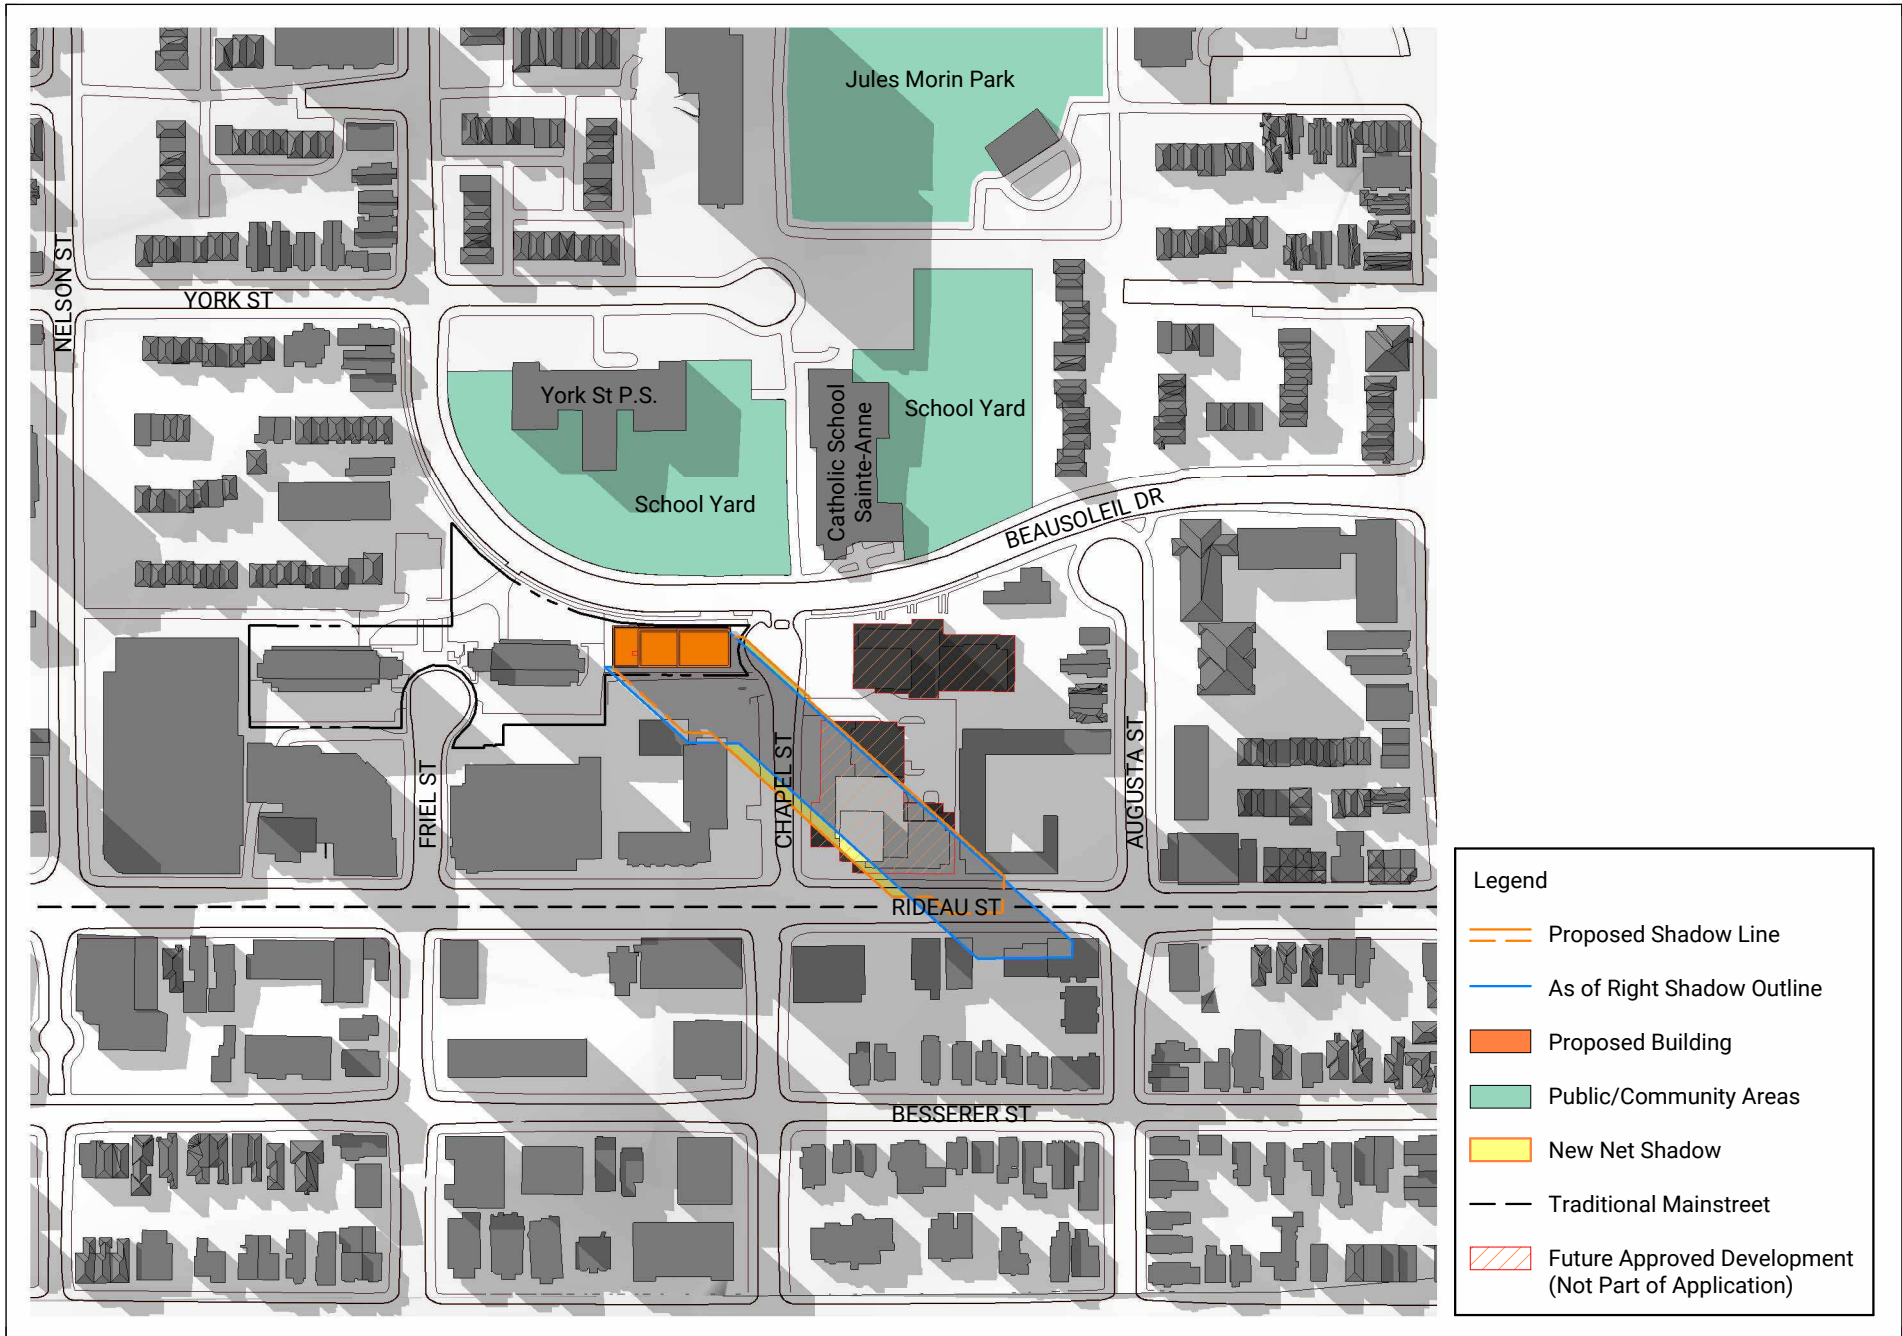 Jules Morin Park
NELSON ST
YORK ST
York St P.S.
School Yard
Catholic School
Sainte-Anne
School Yard
BEAUSOLEIL DR
FRIEL ST
CHAPEL ST
AUGUSTA ST
RIDEAU ST
BESSERER ST
Legend
Proposed Shadow Line
As of Right Shadow Outline
Proposed Building
Public/Community Areas
New Net Shadow
Traditional Mainstreet
Future Approved Development
(Not Part of Application)